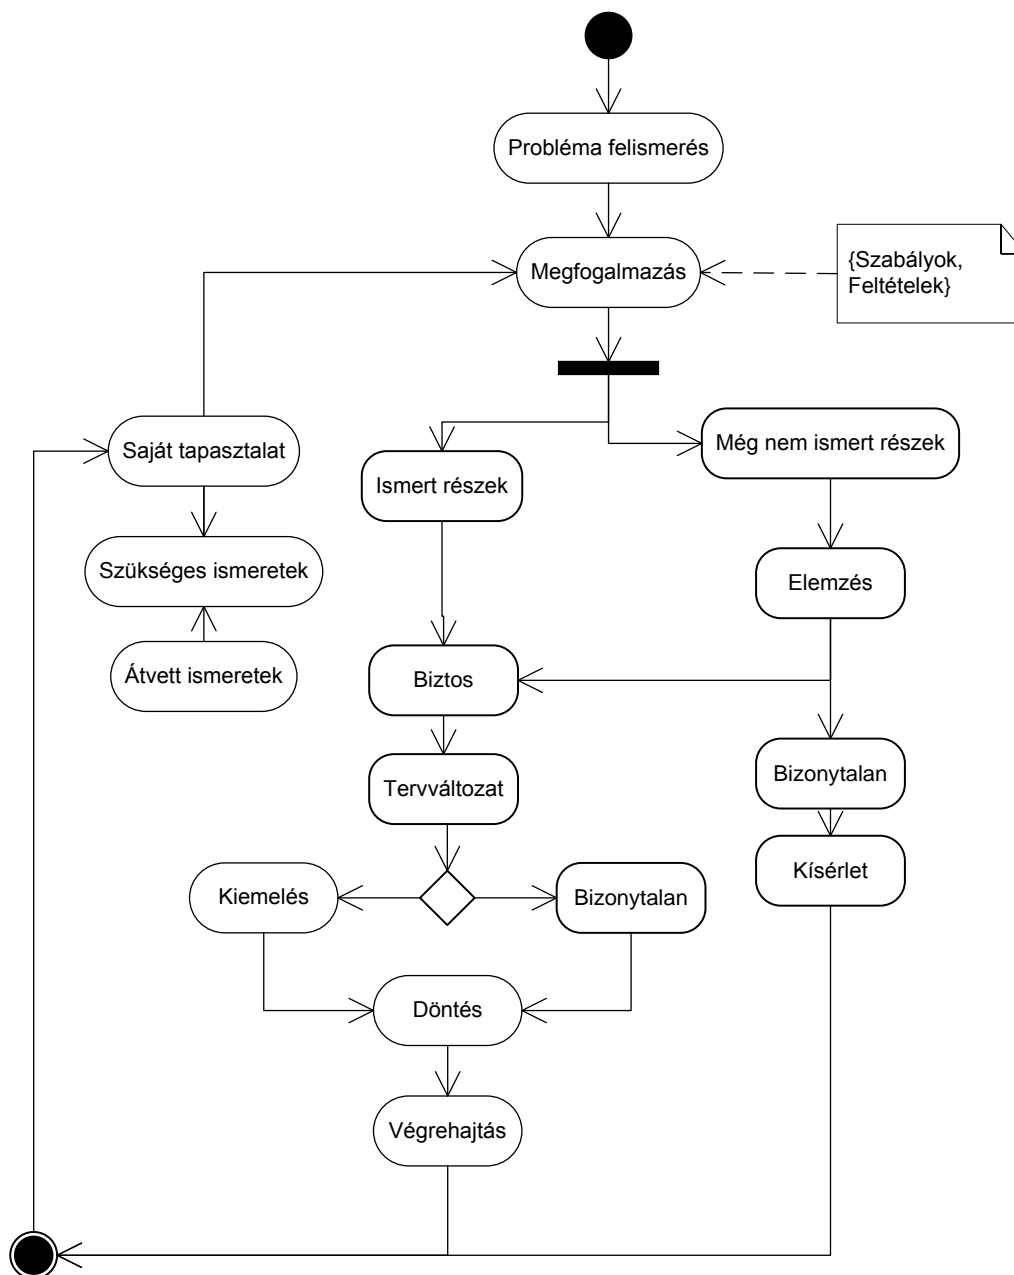 Probléma felismerés
Megfogalmazás
{Szabályok,
Feltételek}
Saját tapasztalat
Még nem ismert részek
Ismert részek
Szükséges ismeretek
Elemzés
Átvett ismeretek
Biztos
Bizonytalan
Tervváltozat
Kísérlet
Kiemelés
Bizonytalan
Döntés
Végrehajtás